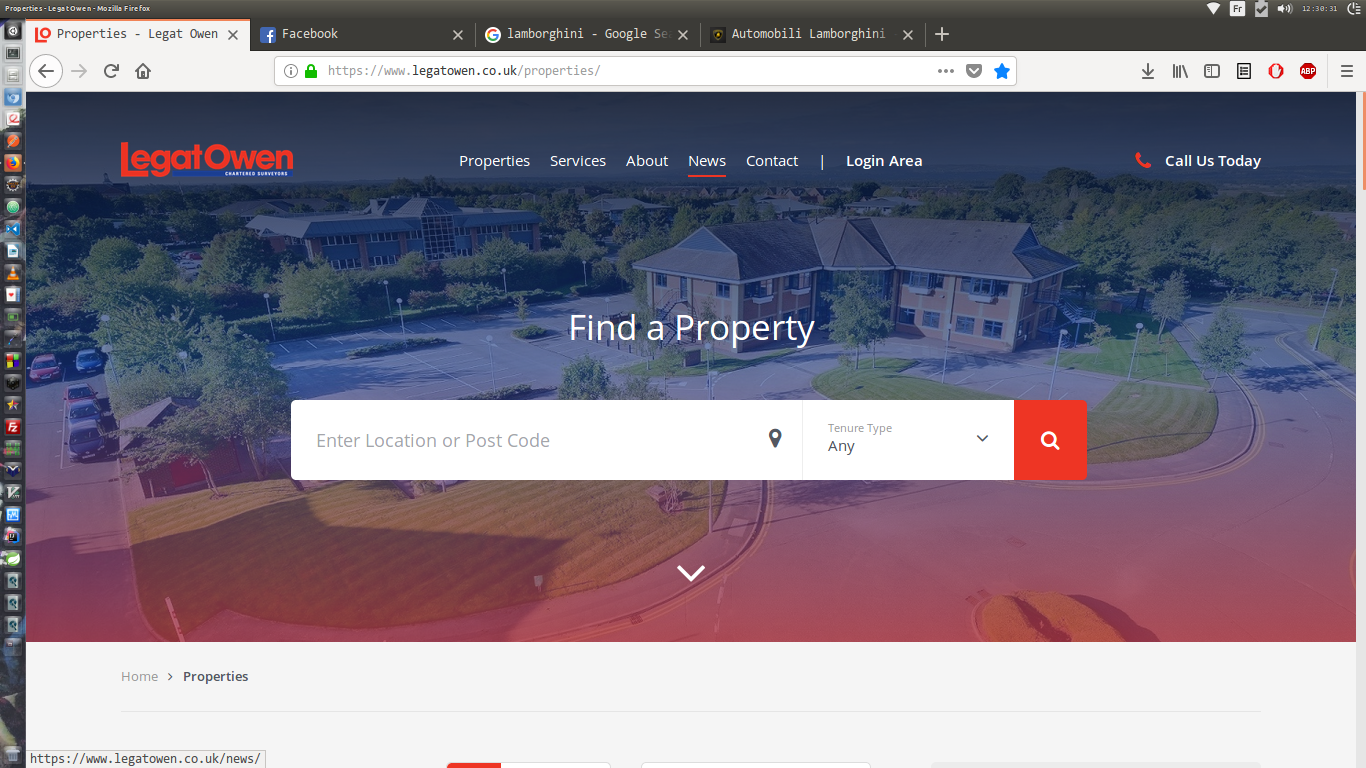 Properties - Legat Owen - Mozilla Firefox
Fr
12:30:31
Properties - Legat Owen
Facebook
lamborghini - Google Se
Automobili Lamborghini
https://www.legatowen.co.uk/properties/
ABP
LegatOwen
CHARTERED SURVEYORS
Properties Services About News Contact | Login Area
Call Us Today
Find a Property
Enter Location or Post Code
Tenure Type
Any
Home > Properties
https://www.legatowen.co.uk/news/